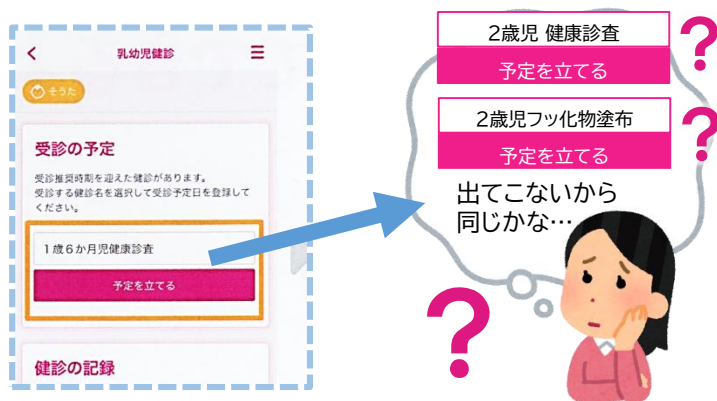 乳幼児健診
そうた
受診の予定
受診推奨時期を迎えた健診があります。
受診する健診名を選択して受診予定日を登録して
ください。
1歳6か月児健康診査
予定を立てる
健診の記録
2歳児 健康診査
予定を立てる
2歳児フッ化物塗布
予定を立てる
出てこないから
同じかな…
?
?
?